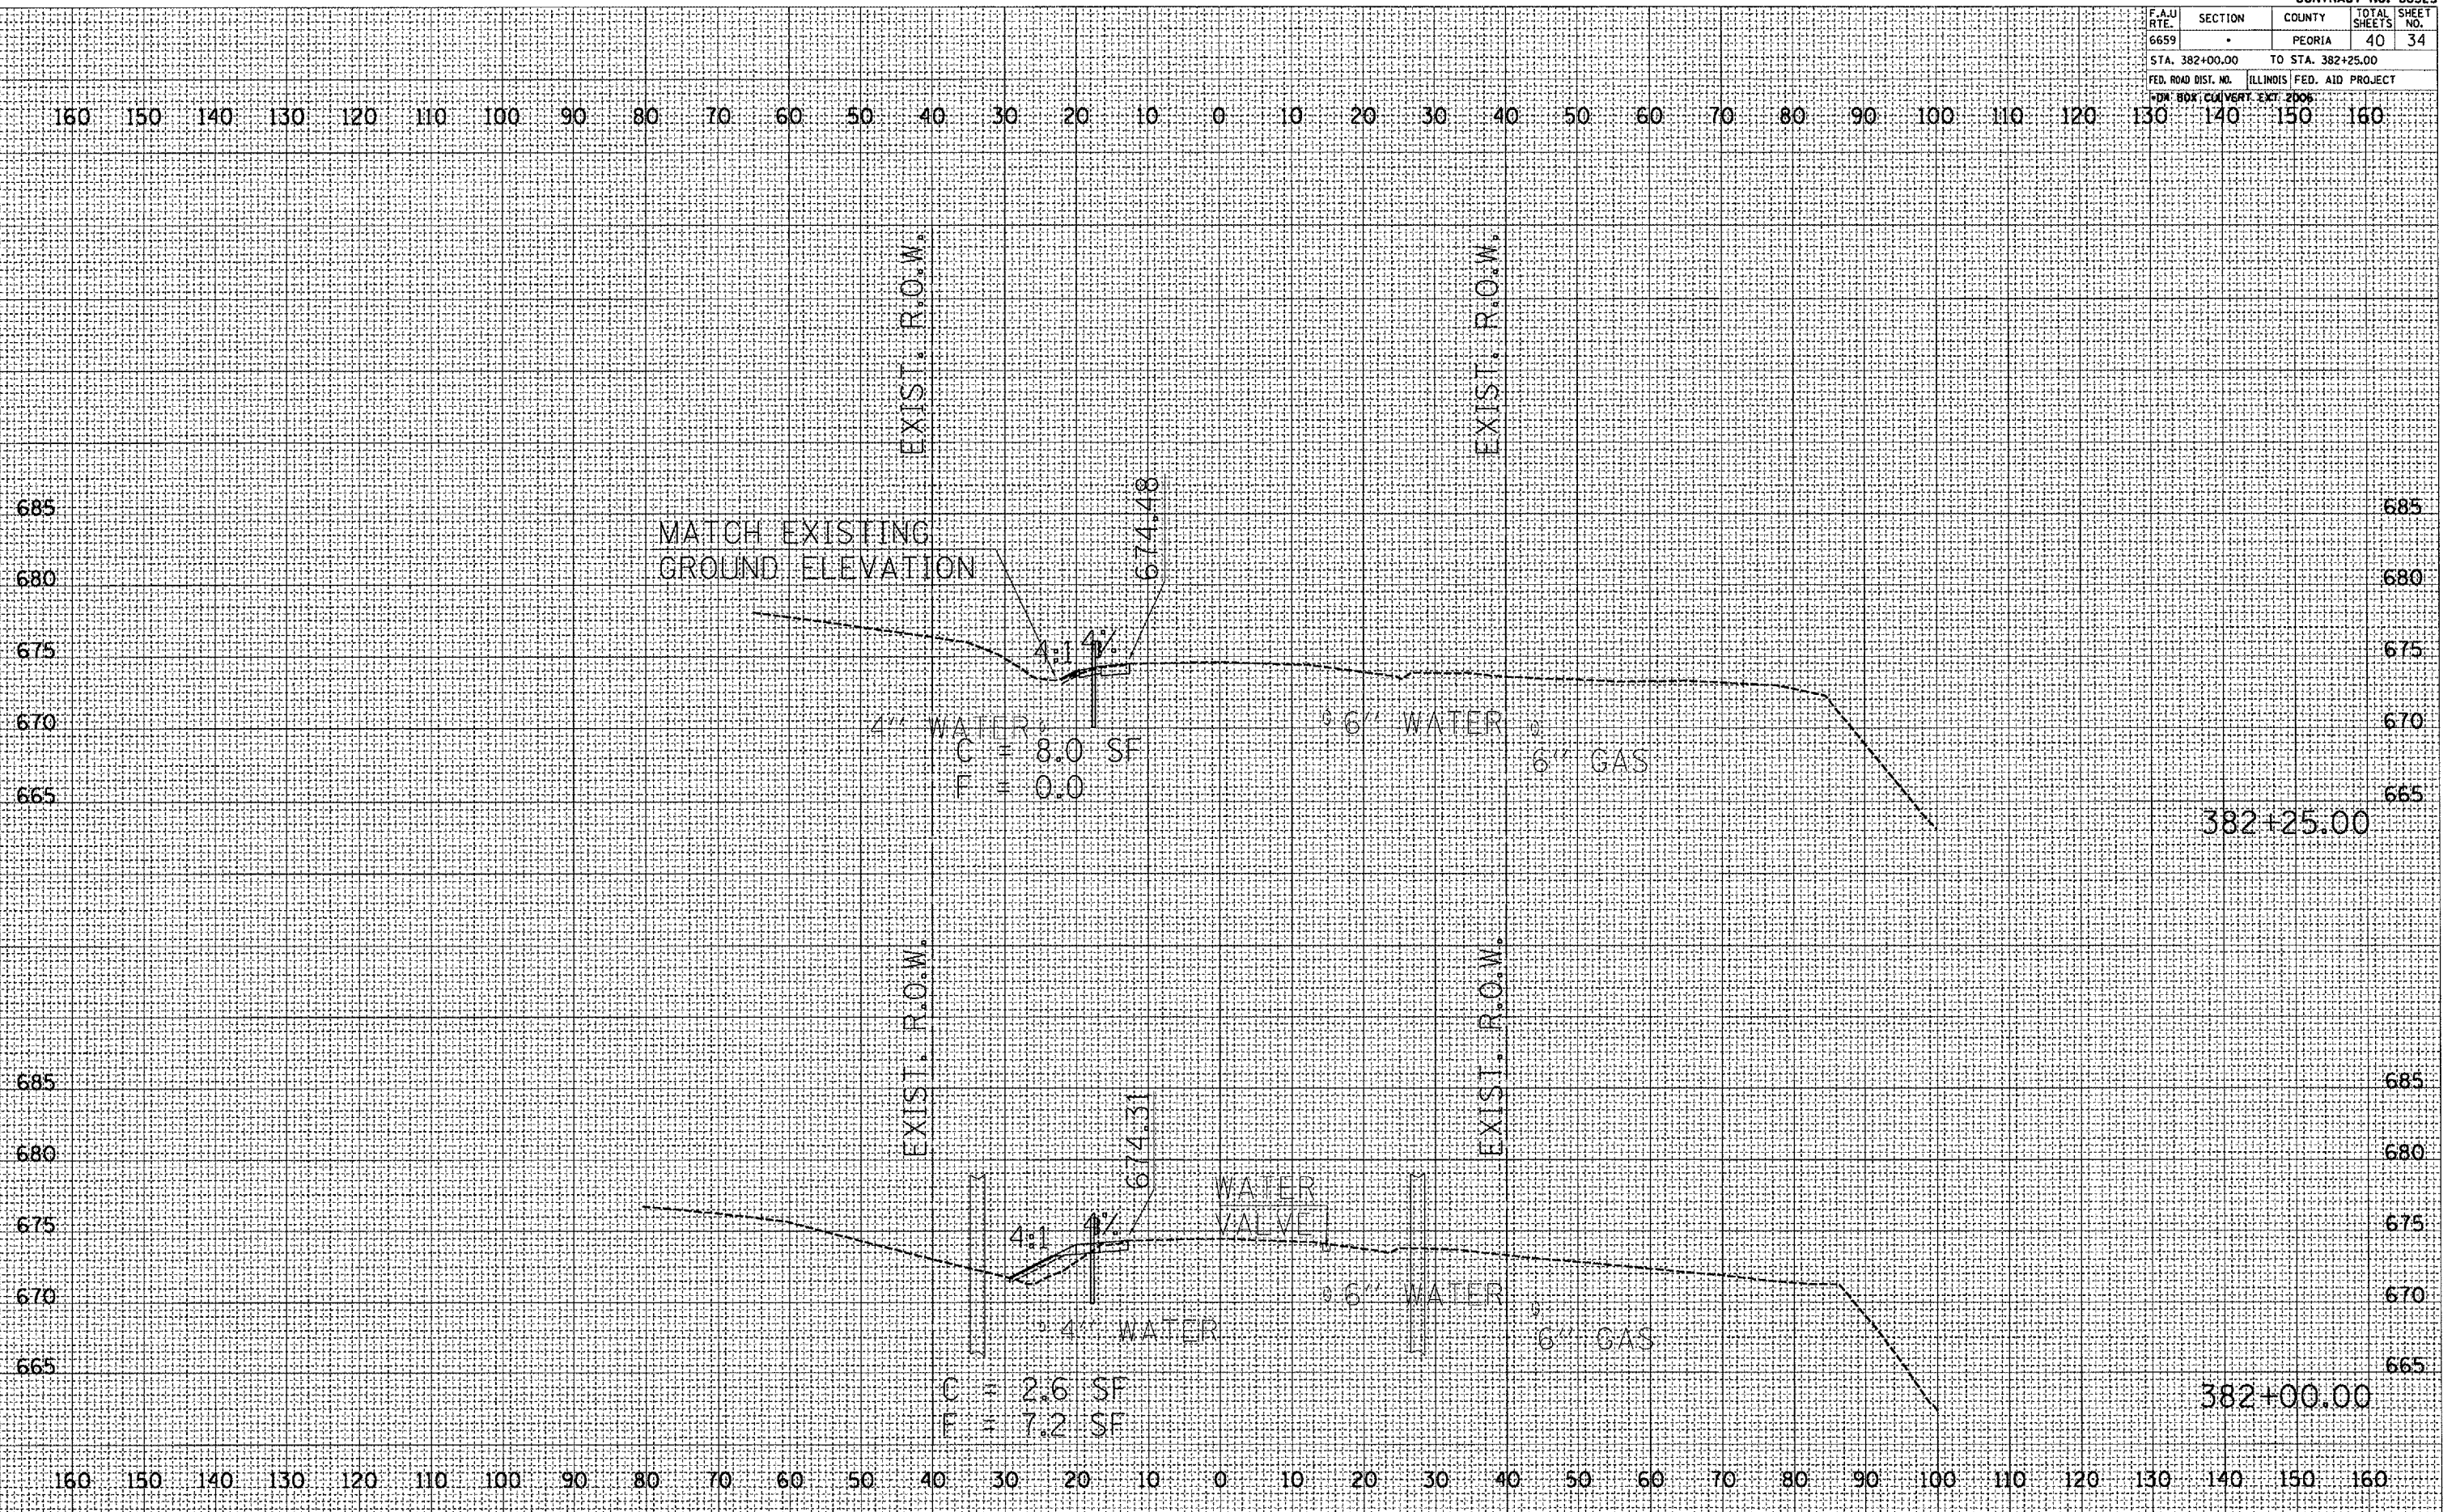 F.A.U RTE. SECTION COUNTY TOTAL SHEETS SHEET NO.
6659 • PEORIA 40 34
STA. 382+00.00 TO STA. 382+25.00
FED. ROAD DIST. NO. ILLINOIS FED. AID PROJECT
•D4 BOX CULVERT EXT 2006
160 150 140 130 120 110 100 90 80 70 60 50 40 30 20 10 0 10 20 30 40 50 60 70 80 90 100 110 120 130 140 150 160
EXIST. R.O.W.
EXIST. R.O.W.
685 685
674.48
MATCH EXISTING
GROUND ELEVATION
680 680
675 4:1 4% 675
670 670
4" WATER
6" WATER
C = 8.0 SF
6" GAS
F = 0.0
665 665
382+25.00
EXIST. R.O.W.
EXIST. R.O.W.
685 685
674.31
680 680
WATER
VALVE
675 4:1 4% 675
670 670
6" WATER
4" WATER
6" GAS
665 665
C = 2.6 SF
382+00.00
F = 7.2 SF
160 150 140 130 120 110 100 90 80 70 60 50 40 30 20 10 0 10 20 30 40 50 60 70 80 90 100 110 120 130 140 150 160